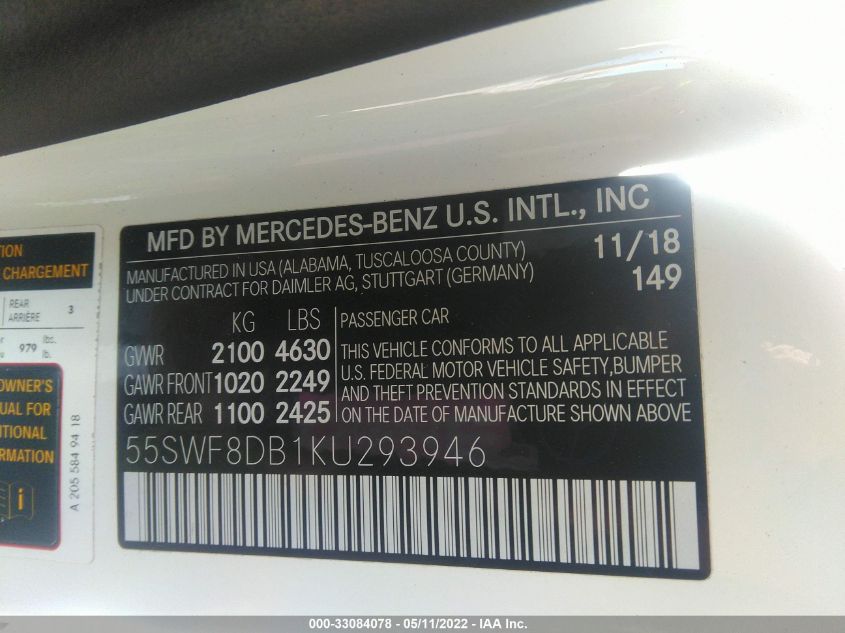 TION
CHARGEMENT
REAR
ARRIÈRE 3
979 lbs.
lb.
OWNER'S
UAL FOR
ITIONAL
RMATION
i
A 205 584 94 18
MFD BY MERCEDES-BENZ U.S. INTL., INC
MANUFACTURED IN USA (ALABAMA, TUSCALOOSA COUNTY) 11/18
UNDER CONTRACT FOR DAIMLER AG, STUTTGART (GERMANY) 149
KG LBS PASSENGER CAR
GVWR 2100 4630 THIS VEHICLE CONFORMS TO ALL APPLICABLE
U.S. FEDERAL MOTOR VEHICLE SAFETY,BUMPER
GAWR FRONT 1020 2249 AND THEFT PREVENTION STANDARDS IN EFFECT
GAWR REAR 1100 2425 ON THE DATE OF MANUFACTURE SHOWN ABOVE
55SWF8DB1KU293946
000-33084078 - 05/11/2022 - IAA Inc.